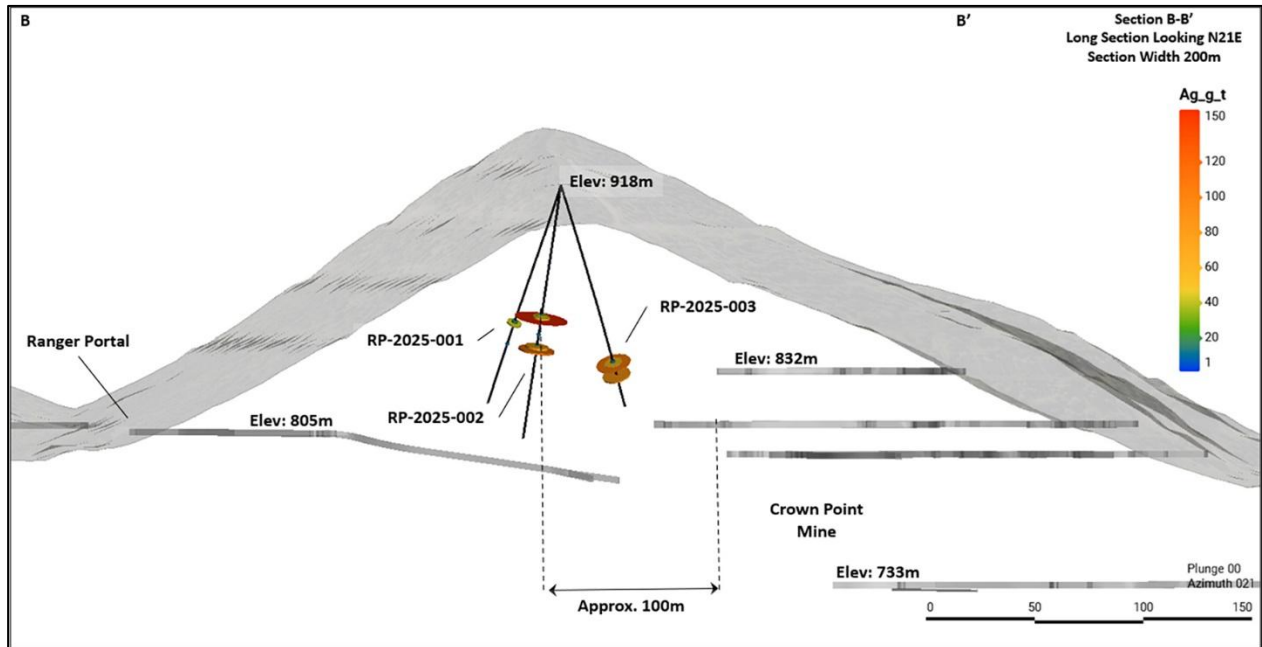 B
B'
Section B-B'
Long Section Looking N21E
Section Width 200m
Ag_g_t
150
120
100
80
60
40
20
1
Elev: 918m
RP-2025-003
RP-2025-001
Ranger Portal
Elev: 832m
RP-2025-002
Elev: 805m
Crown Point
Mine
Elev: 733m
Plunge 00
Azimuth 021
Approx. 100m
0 50 100 150